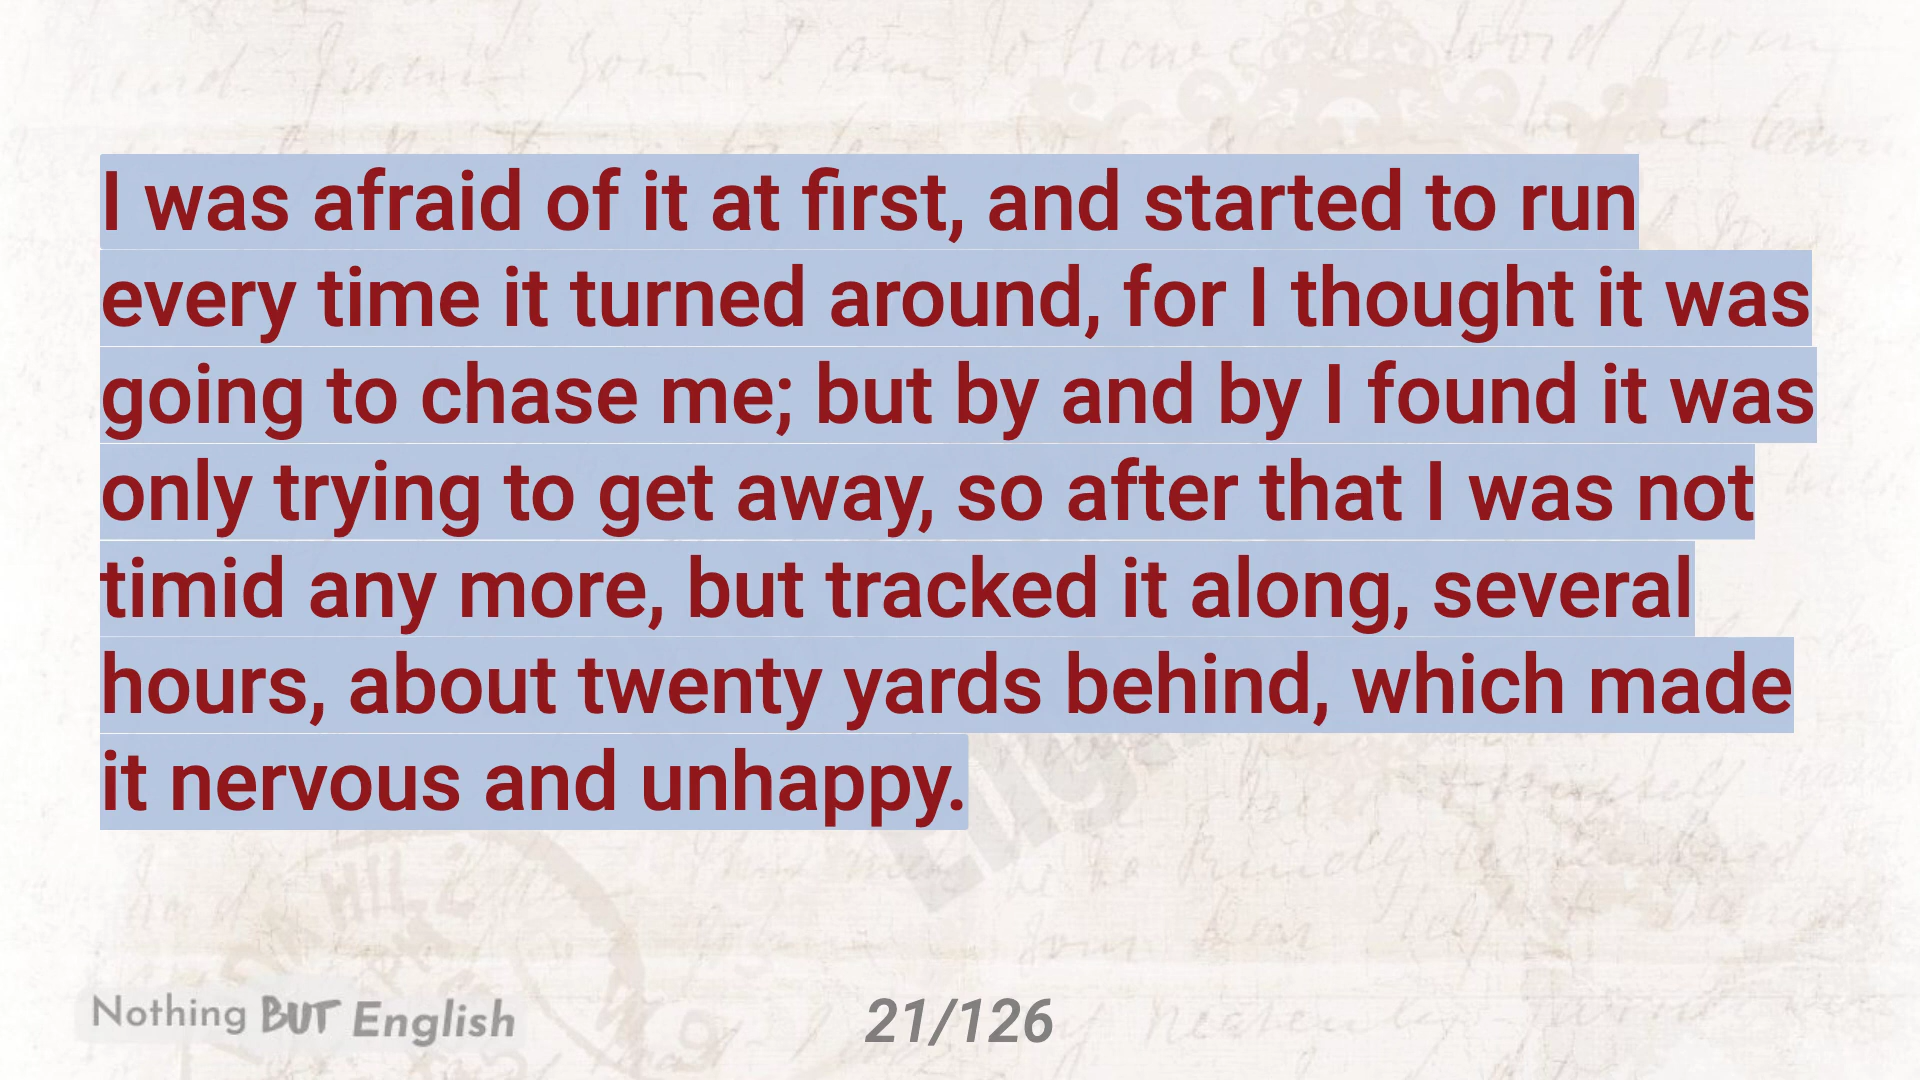 I was afraid of it at first, and started to run
every time it turned around, for I thought it was
going to chase me; but by and by I found it was
only trying to get away, so after that I was not
timid any more, but tracked it along, several
hours, about twenty yards behind, which made
it nervous and unhappy.
Nothing BUT English
21/126